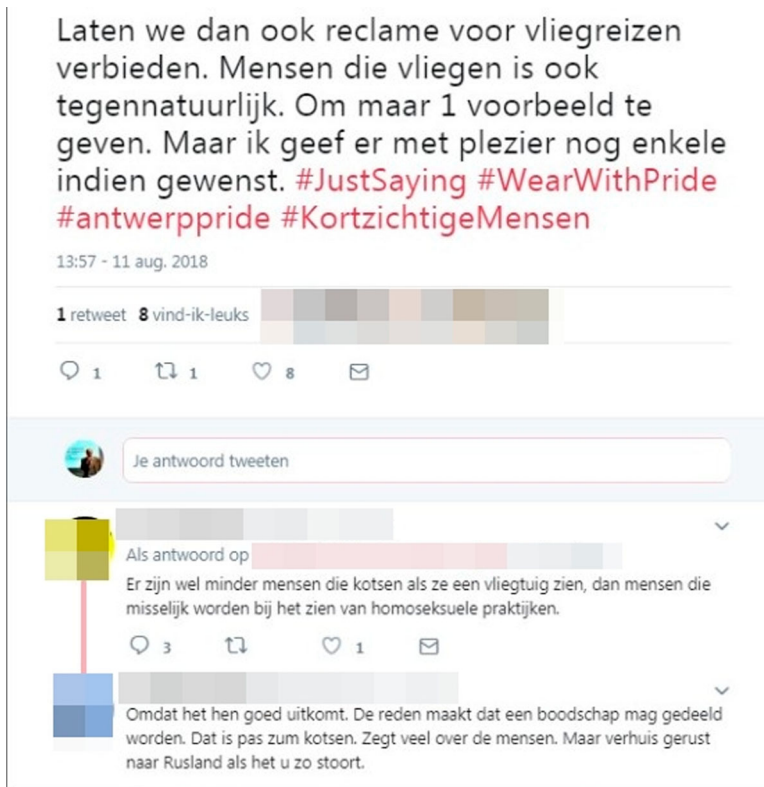 Laten we dan ook reclame voor vliegreizen
verbieden. Mensen die vliegen is ook
tegennatuurlijk. Om maar 1 voorbeeld te
geven. Maar ik geef er met plezier nog enkele
indien gewenst. #JustSaying #WearWithPride
#antwerppride #KortzichtigeMensen
13:57 - 11 aug. 2018
1 retweet 8 vind-ik-leuks
1 1 8
Je antwoord tweeten
Als antwoord op
Er zijn wel minder mensen die kotsen als ze een vliegtuig zien, dan mensen die
misselijk worden bij het zien van homoseksuele praktijken.
3 1
Omdat het hen goed uitkomt. De reden maakt dat een boodschap mag gedeeld
worden. Dat is pas zum kotsen. Zegt veel over de mensen. Maar verhuis gerust
naar Rusland als het u zo stoort.